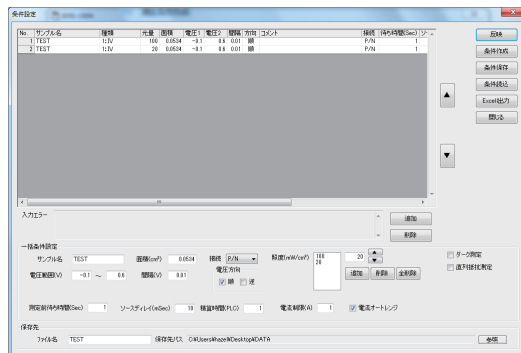 条件設定
No. サンプル名 種類 光量 面積 電圧1 電圧2 間隔 方向 コメント 接続 待ち時間(Sec) ソー
1 TEST 1:IV 100 0.0534 -0.1 0.6 0.01 順 P/N 1
2 TEST 1:IV 20 0.0534 -0.1 0.6 0.01 順 P/N 1
反映
条件作成
条件保存
条件読込
Excel出力
閉じる
▲
▼
入力エラー
追加
削除
一括条件設定
サンプル名 TEST 面積(cm²) 0.0534 接続 P/N 照度(mW/cm²) 100 20
20
電圧範囲(V) -0.1 ～ 0.6 間隔(V) 0.01 電圧方向 順 逆
追加 削除 全削除
ダーク測定
直列抵抗測定
測定前待ち時間(Sec) 1 ソースディレイ(mSec) 10 積算時間(PLC) 1 電流制限(A) 1 電流オートレンジ
保存先
ファイル名 TEST 保存先パス C:¥Users¥hazel¥Desktop¥DATA 参照